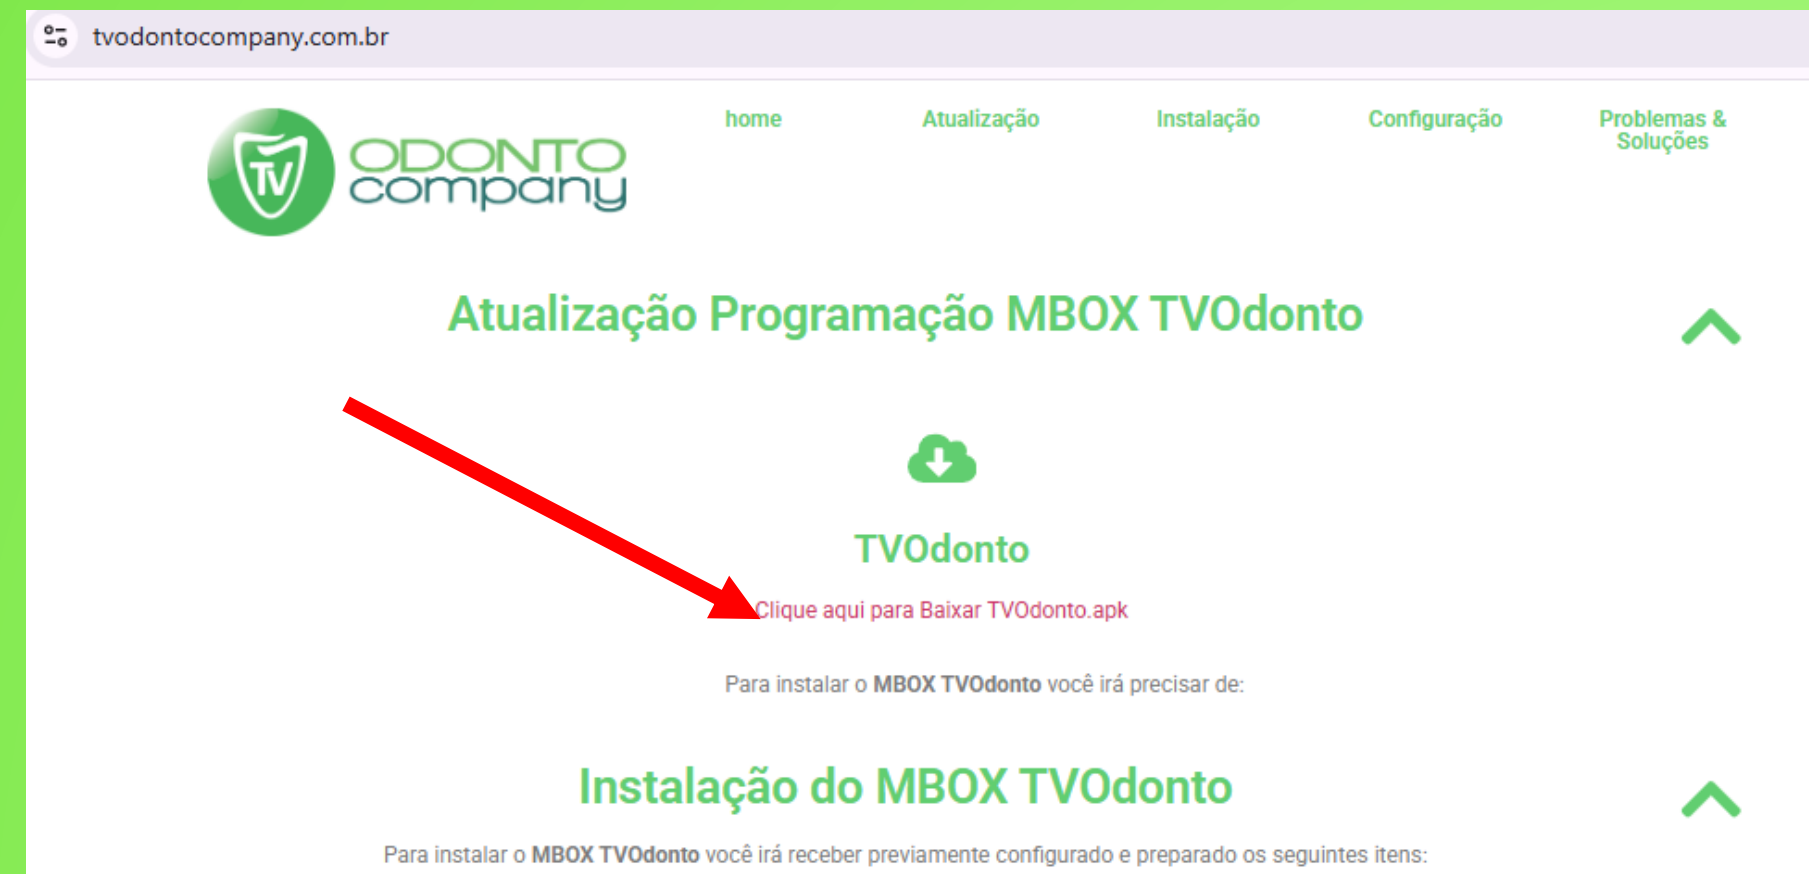 tvodontocompany.com.br
TV ODONTO
company
home Atualização Instalação Configuração Problemas &
Soluções
Atualização Programação MBOX TVOdonto
TVOdonto
Clique aqui para Baixar TVOdonto.apk
Para instalar o MBOX TVOdonto você irá precisar de:
Instalação do MBOX TVOdonto
Para instalar o MBOX TVOdonto você irá receber previamente configurado e preparado os seguintes itens: